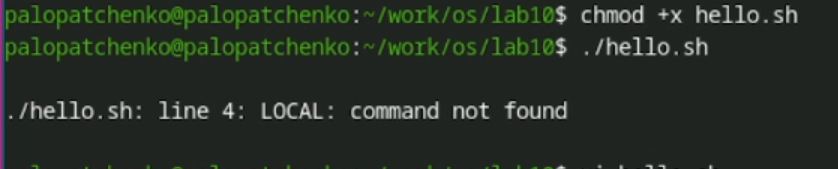 palopatchenko@palopatchenko:~/work/os/lab10$ chmod +x hello.sh
palopatchenko@palopatchenko:~/work/os/lab10$ ./hello.sh
./hello.sh: line 4: LOCAL: command not found